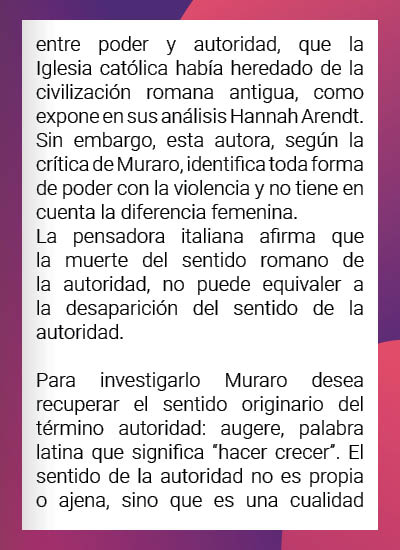 entre poder y autoridad, que la
Iglesia católica había heredado de la
civilización romana antigua, como
expone en sus análisis Hannah Arendt.
Sin embargo, esta autora, según la
crítica de Muraro, identifica toda forma
de poder con la violencia y no tiene en
cuenta la diferencia femenina.
La pensadora italiana afirma que
la muerte del sentido romano de
la autoridad, no puede equivaler a
la desaparición del sentido de la
autoridad.

Para investigarlo Muraro desea
recuperar el sentido originario del
término autoridad: augere, palabra
latina que significa “hacer crecer”. El
sentido de la autoridad no es propia
o ajena, sino que es una cualidad